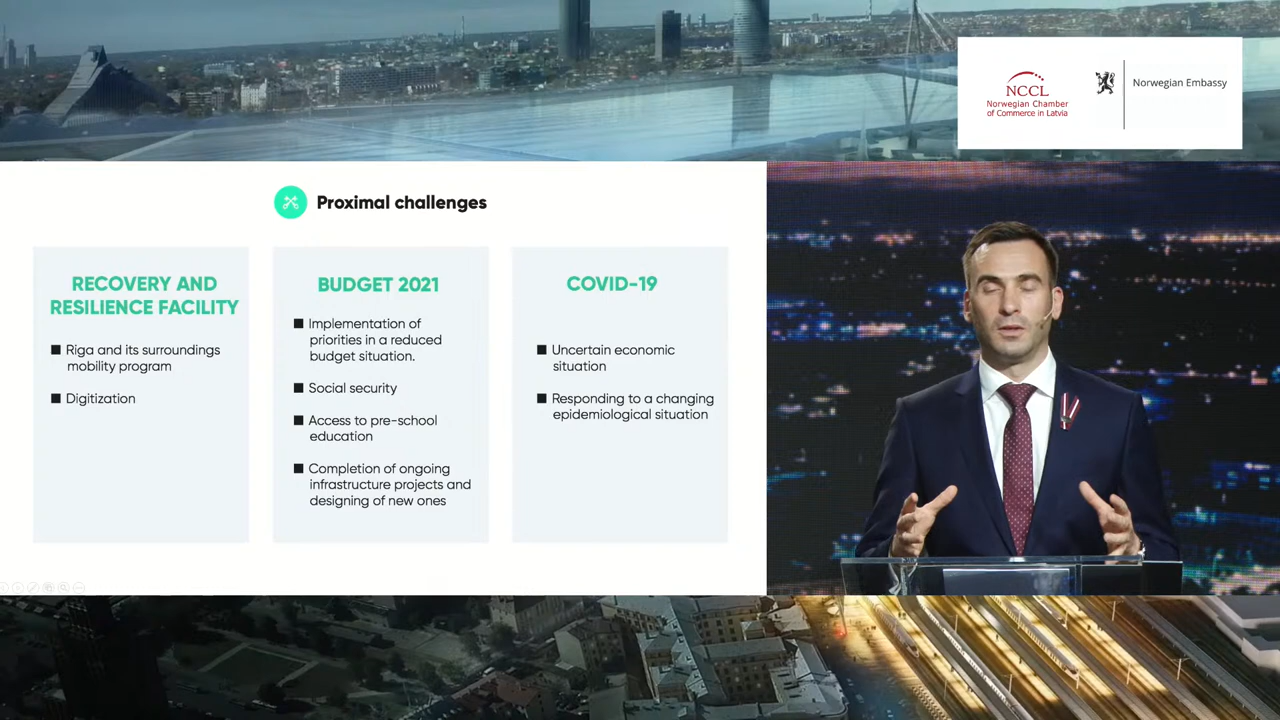 NCCL
Norwegian Chamber
of Commerce in Latvia
Norwegian Embassy
Proximal challenges
RECOVERY AND
RESILIENCE FACILITY
■ Riga and its surroundings
mobility program
■ Digitization
BUDGET 2021
■ Implementation of
priorities in a reduced
budget situation.
■ Social security
■ Access to pre-school
education
■ Completion of ongoing
infrastructure projects and
designing of new ones
COVID-19
■ Uncertain economic
situation
■ Responding to a changing
epidemiological situation